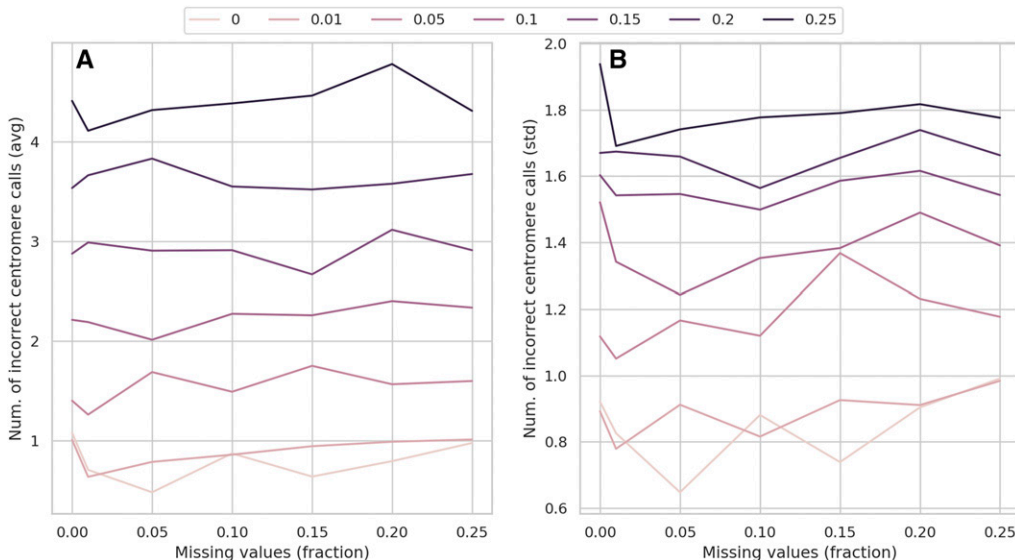 0 0.01 0.05 0.1 0.15 0.2 0.25
A
Num. of incorrect centromere calls (avg)
4
3
2
1
0.00 0.05 0.10 0.15 0.20 0.25
Missing values (fraction)
B
Num. of incorrect centromere calls (std)
2.0
1.8
1.6
1.4
1.2
1.0
0.8
0.6
0.00 0.05 0.10 0.15 0.20 0.25
Missing values (fraction)